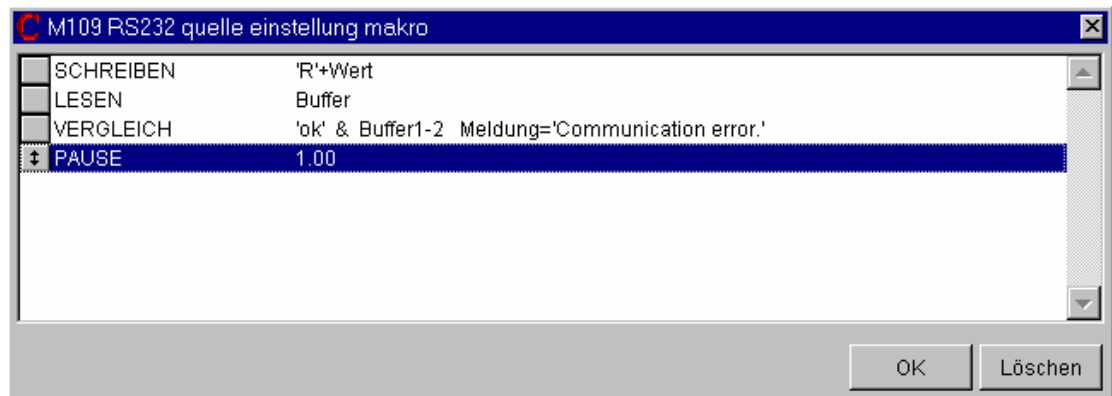 M109 RS232 quelle einstellung makro
SCHREIBEN 'R'+Wert
LESEN Buffer
VERGLEICH 'ok' & Buffer1-2 Meldung='Communication error.'
PAUSE 1.00
OK Löschen